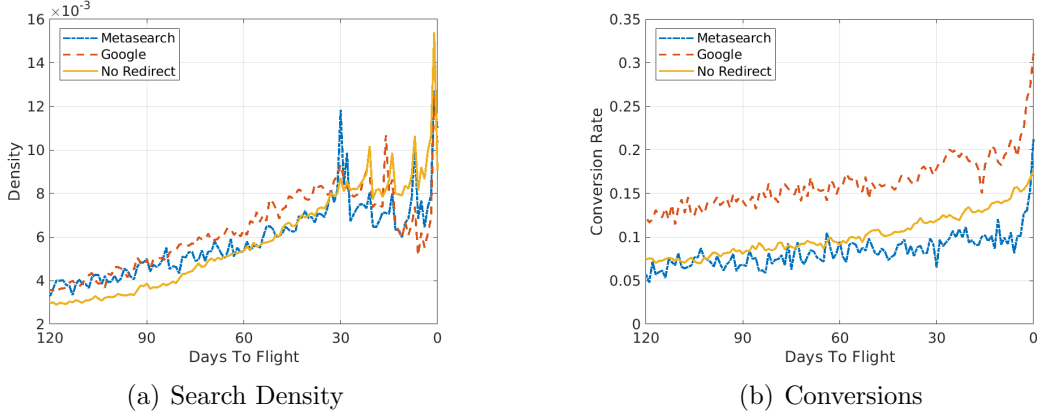 ×10⁻³
16
14
12
10
8
6
4
2
Density
Metasearch
Google
No Redirect
120 90 60 30 0
Days To Flight
(a) Search Density
0.35
0.3
0.25
0.2
0.15
0.1
0.05
0
Conversion Rate
Metasearch
Google
No Redirect
120 90 60 30 0
Days To Flight
(b) Conversions